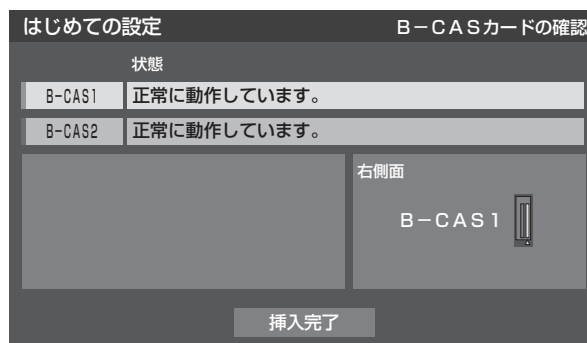 はじめての設定 B－CASカードの確認
状態
B-CAS1 正常に動作しています。
B-CAS2 正常に動作しています。
右側面
B－CAS1
挿入完了